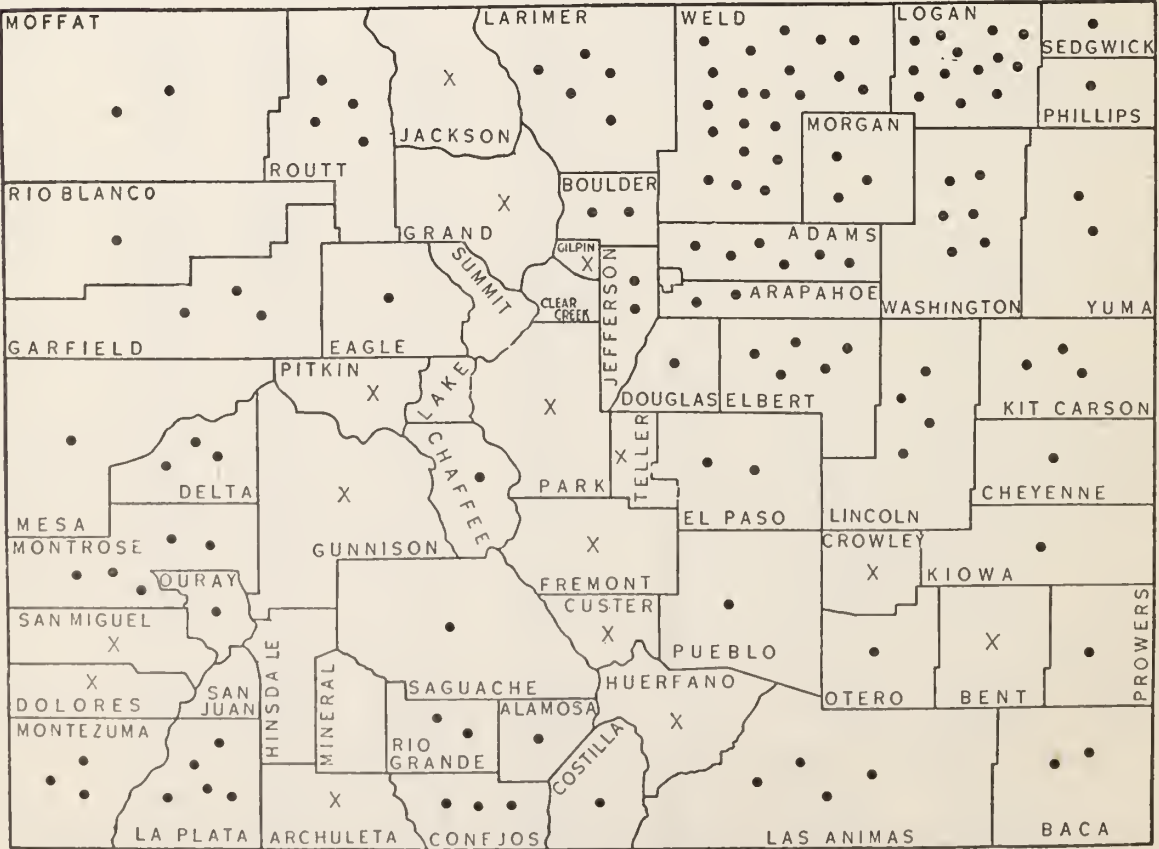 MOFFAT
LARIMER
WELD
LOGAN
SEDGWICK
PHILLIPS
JACKSON
ROUTT
MORGAN
RIO BLANCO
BOULDER
GRAND
ADAMS
GILPIN
SUMMIT
CLEAR
CREEK
JEFFERSON
ARAPAHOE
WASHINGTON
YUMA
GARFIELD
EAGLE
PITKIN
LAKE
DOUGLAS
ELBERT
KIT CARSON
TELLER
CHAFFEE
DELTA
PARK
CHEYENNE
MESA
EL PASO
LINCOLN
MONTROSE
GUNNISON
CROWLEY
OURAY
FREMONT
KIOWA
SAN MIGUEL
CUSTER
PROWERS
PUEBLO
HINSDALE
MINERAL
SAGUACHE
HUERFANO
DOLORES
SAN
JUAN
OTERO
BENT
ALAMOSA
MONTEZUMA
RIO
GRANDE
COSTILLA
LA PLATA
ARCHULETA
CONEJOS
LAS ANIMAS
BACA